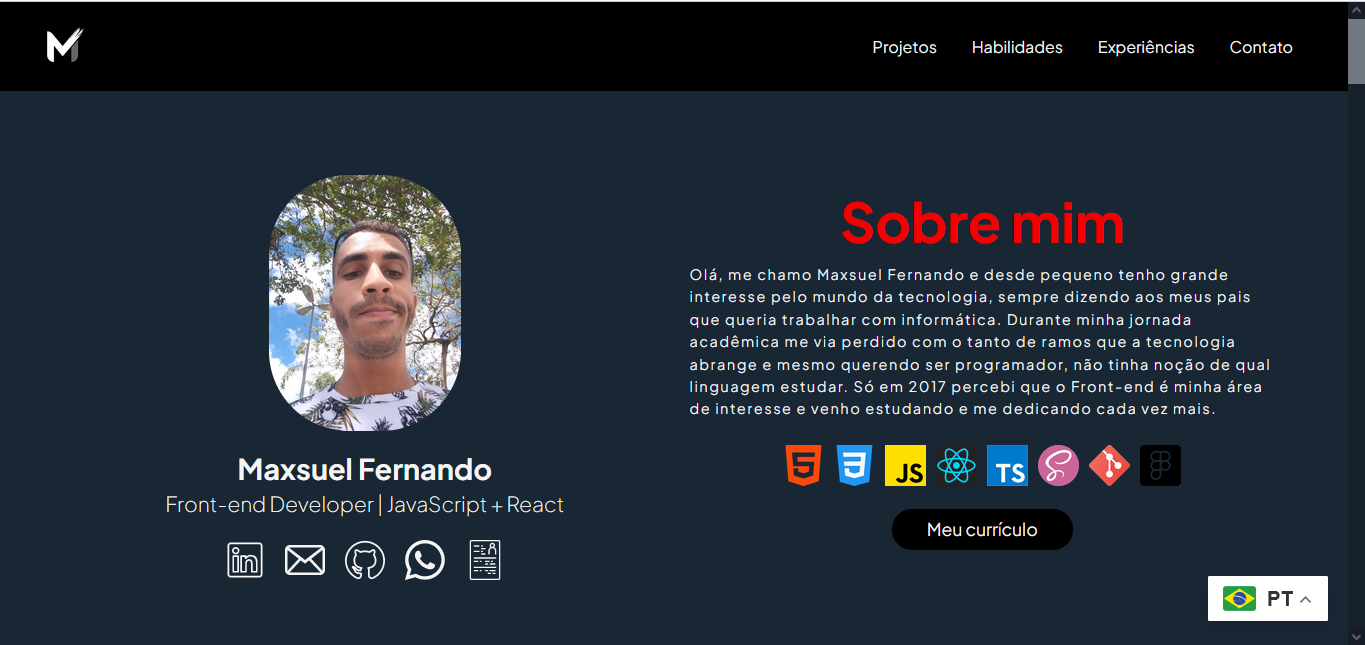 Projetos Habilidades Experiências Contato
Maxsuel Fernando
Front-end Developer | JavaScript + React
in
Sobre mim
Olá, me chamo Maxsuel Fernando e desde pequeno tenho grande
interesse pelo mundo da tecnologia, sempre dizendo aos meus pais
que queria trabalhar com informática. Durante minha jornada
acadêmica me via perdido com o tanto de ramos que a tecnologia
abrange e mesmo querendo ser programador, não tinha noção de qual
linguagem estudar. Só em 2017 percebi que o Front-end é minha área
de interesse e venho estudando e me dedicando cada vez mais.
5 3 JS TS S
Meu currículo
PT